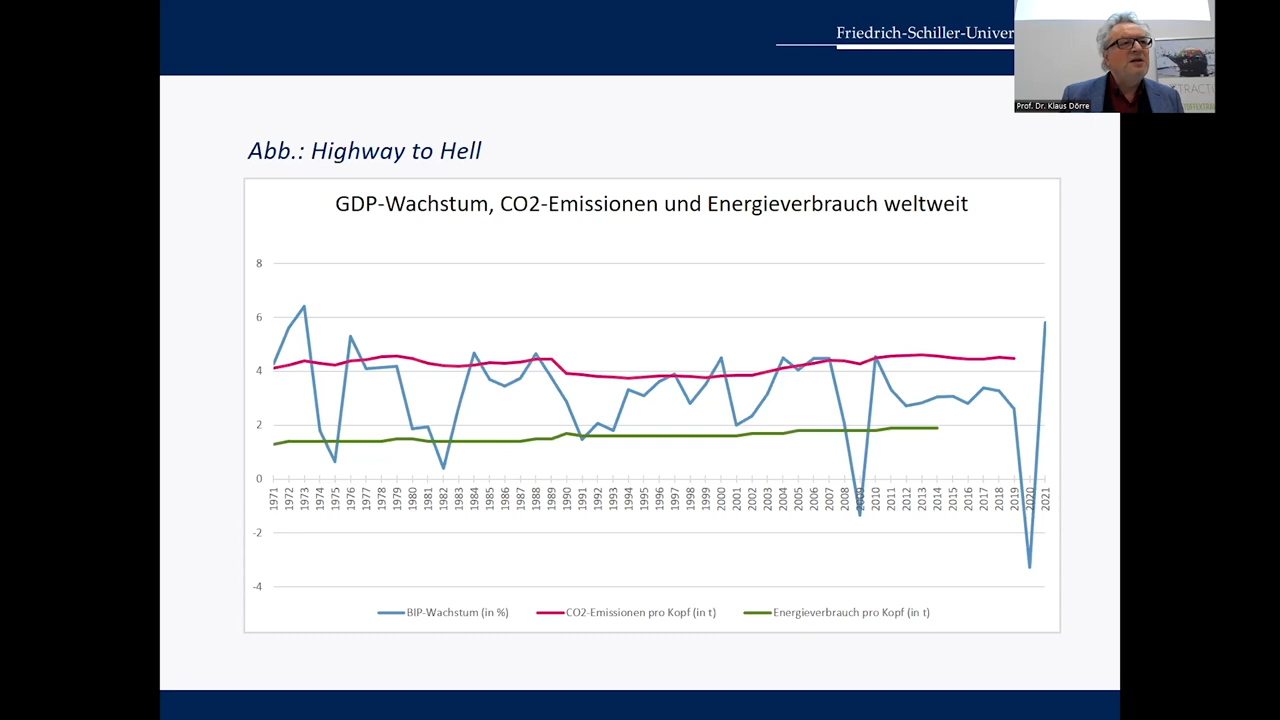 Friedrich-Schiller-Univer
Prof. Dr. Klaus Dörre
Abb.: Highway to Hell
GDP-Wachstum, CO2-Emissionen und Energieverbrauch weltweit
8
6
4
2
0
-2
-4
1971 1972 1973 1974 1975 1976 1977 1978 1979 1980 1981 1982 1983 1984 1985 1986 1987 1988 1989 1990 1991 1992 1993 1994 1995 1996 1997 1998 1999 2000 2001 2002 2003 2004 2005 2006 2007 2008 2009 2010 2011 2012 2013 2014 2015 2016 2017 2018 2019 2020 2021
BIP-Wachstum (in %) CO2-Emissionen pro Kopf (in t) Energieverbrauch pro Kopf (in t)